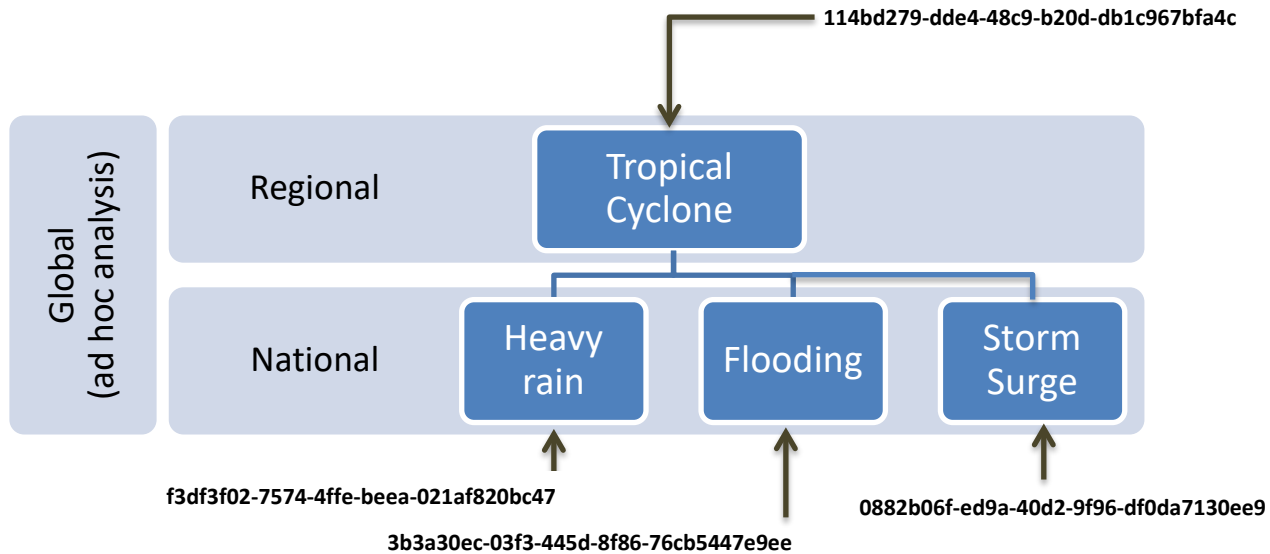 114bd279-dde4-48c9-b20d-db1c967bfa4c
Global
(ad hoc analysis)
Regional
Tropical
Cyclone
National
Heavy
rain
Flooding
Storm
Surge
f3df3f02-7574-4ffe-beea-021af820bc47
0882b06f-ed9a-40d2-9f96-df0da7130ee9
3b3a30ec-03f3-445d-8f86-76cb5447e9ee